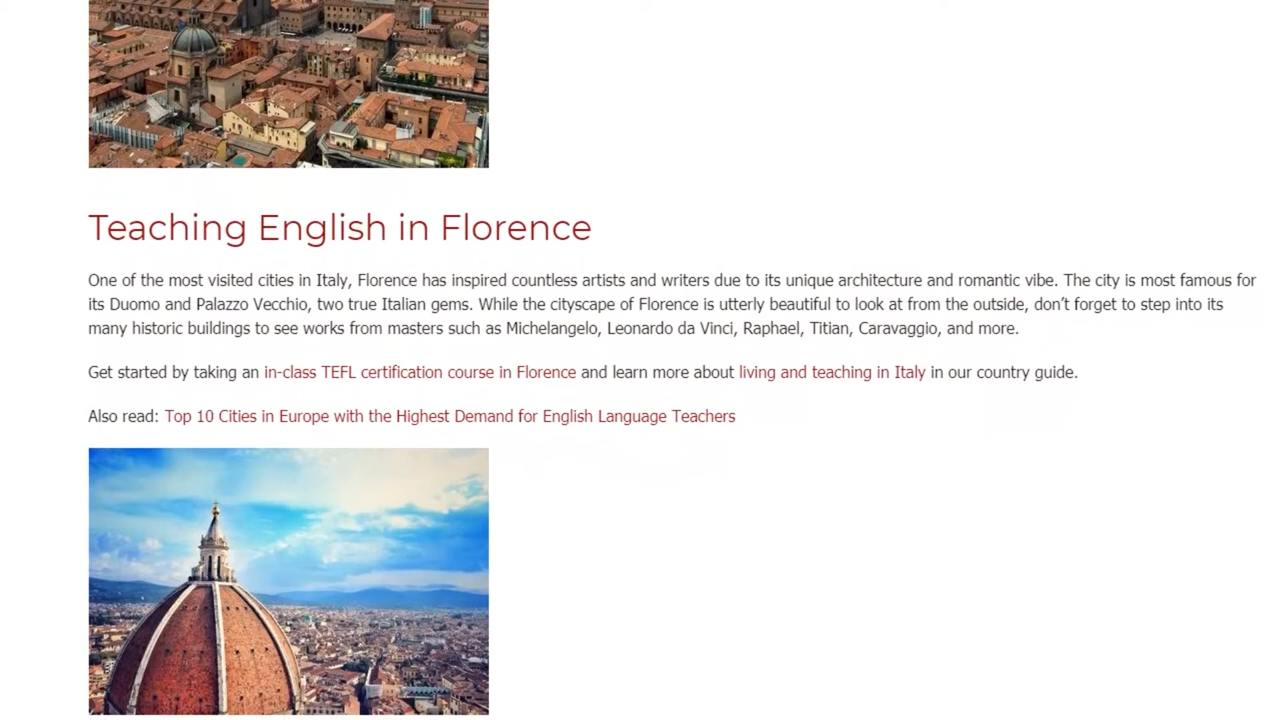 Teaching English in Florence
One of the most visited cities in Italy, Florence has inspired countless artists and writers due to its unique architecture and romantic vibe. The city is most famous for
its Duomo and Palazzo Vecchio, two true Italian gems. While the cityscape of Florence is utterly beautiful to look at from the outside, don’t forget to step into its
many historic buildings to see works from masters such as Michelangelo, Leonardo da Vinci, Raphael, Titian, Caravaggio, and more.
Get started by taking an in-class TEFL certification course in Florence and learn more about living and teaching in Italy in our country guide.
Also read: Top 10 Cities in Europe with the Highest Demand for English Language Teachers